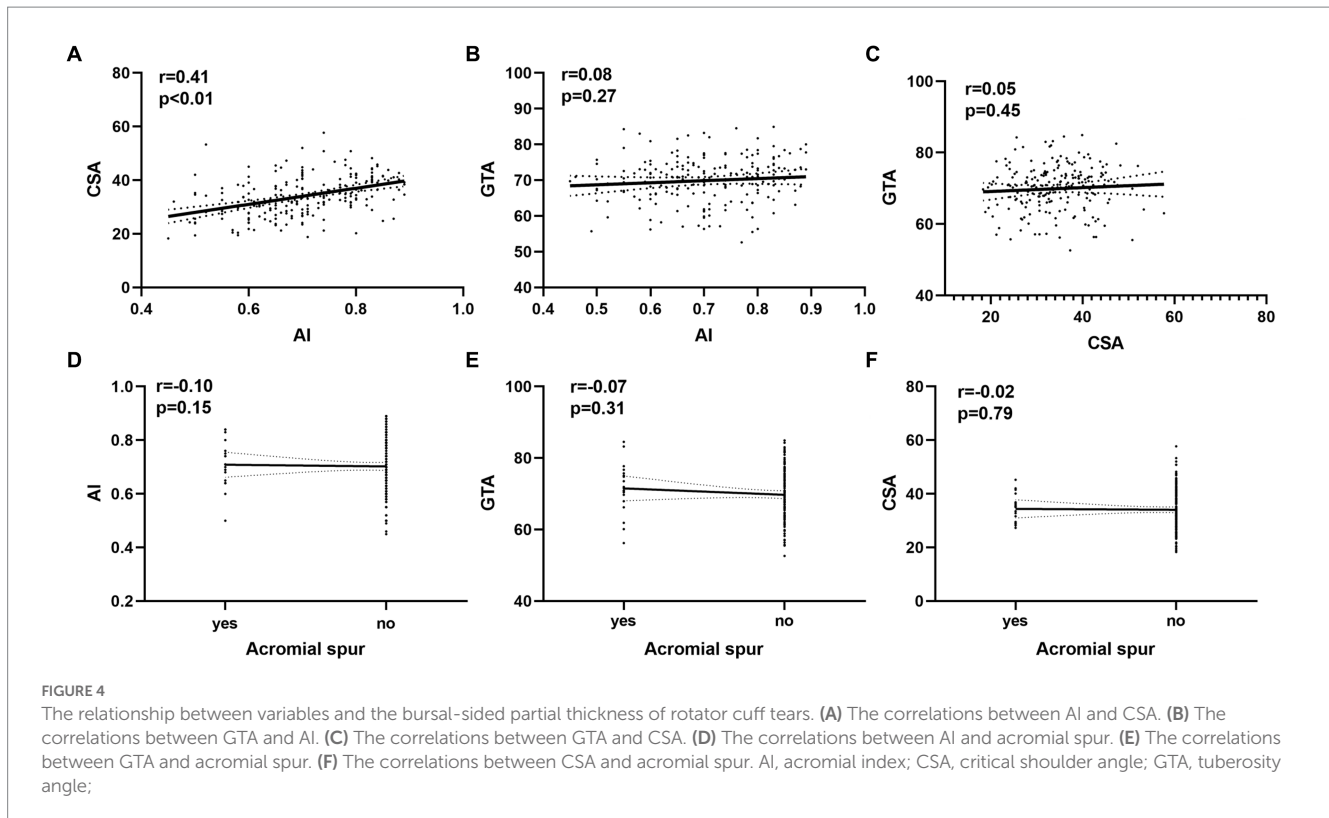 A
r=0.41
p<0.01
80
60
40
20
0
CSA
0.4 0.6 0.8 1.0
AI
B
r=0.08
p=0.27
100
90
80
70
60
50
40
GTA
0.4 0.5 0.6 0.7 0.8 0.9 1.0
AI
C
r=0.05
p=0.45
100
80
60
40
GTA
20 40 60 80
CSA
D
r=-0.10
p=0.15
1.0
0.8
0.6
0.4
0.2
AI
yes no
Acromial spur
E
r=-0.07
p=0.31
100
80
60
40
GTA
yes no
Acromial spur
F
r=-0.02
p=0.79
80
60
40
20
0
CSA
yes no
Acromial spur
FIGURE 4
The relationship between variables and the bursal-sided partial thickness of rotator cuff tears. (A) The correlations between AI and CSA. (B) The
correlations between GTA and AI. (C) The correlations between GTA and CSA. (D) The correlations between AI and acromial spur. (E) The correlations
between GTA and acromial spur. (F) The correlations between CSA and acromial spur. AI, acromial index; CSA, critical shoulder angle; GTA, tuberosity
angle;